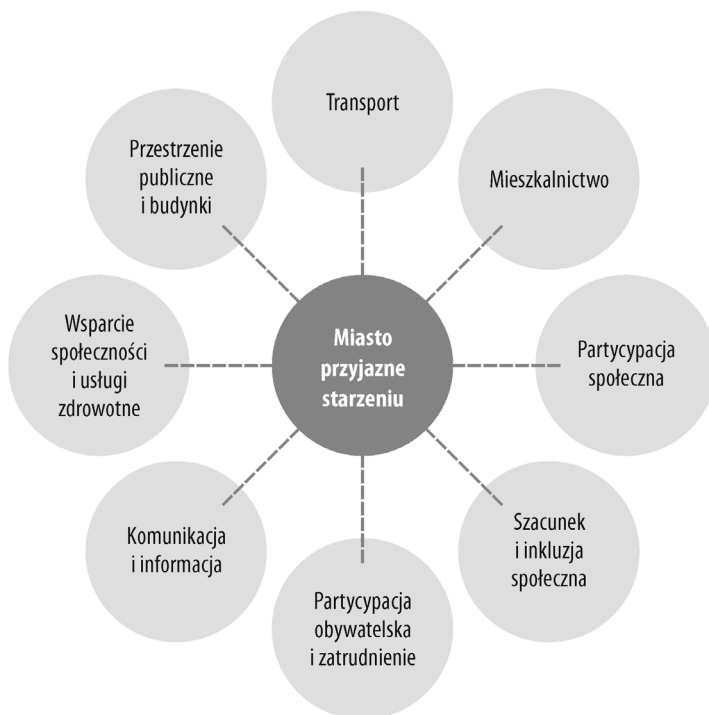 Transport
Przestrzenie
publiczne
i budynki
Mieszkalnictwo
Wsparcie
społeczności
i usługi
zdrowotne
Miasto
przyjazne
starzeniu
Partycypacja
społeczna
Komunikacja
i informacja
Szacunek
i inkluzja
społeczna
Partycypacja
obywatelska
i zatrudnienie